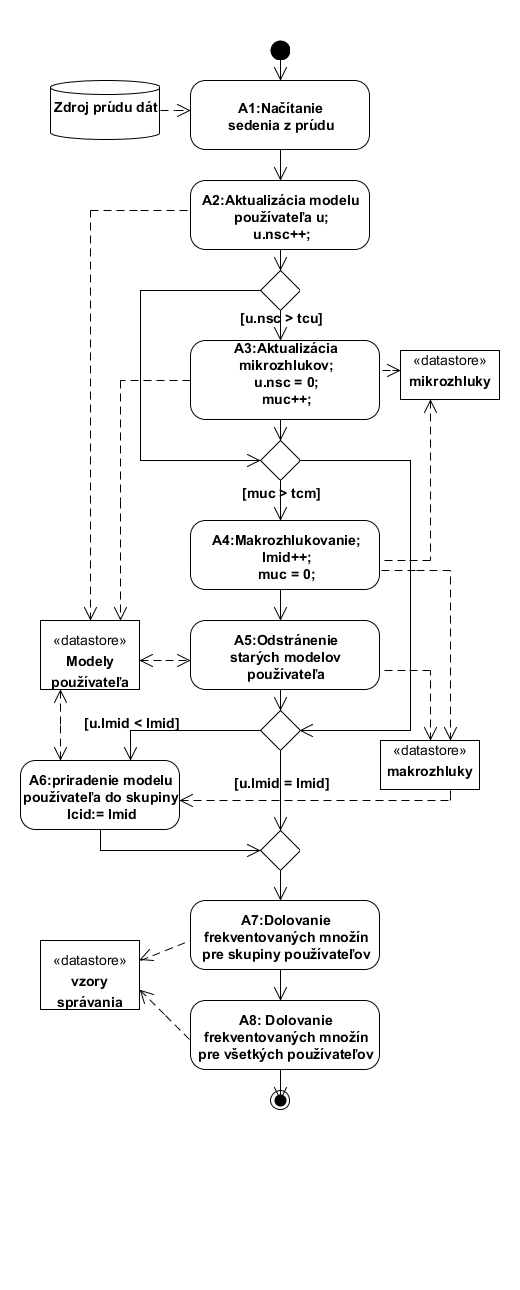 Zdroj prúdu dát
A1:Načítanie
sedenia z prúdu
A2:Aktualizácia modelu
používateľa u;
u.nsc++;
[u.nsc > tcu]
A3:Aktualizácia
mikrozhlukov;
u.nsc = 0;
muc++;
«datastore»
mikrozhluky
[muc > tcm]
A4:Makrozhlukovanie;
lmid++;
muc = 0;
«datastore»
Modely
používateľa
A5:Odstránenie
starých modelov
používateľa
[u.lmid < lmid]
«datastore»
makrozhluky
A6:priradenie modelu
používateľa do skupiny
lcid:= lmid
[u.lmid = lmid]
A7:Dolovanie
frekventovaných množín
pre skupiny používateľov
«datastore»
vzory
správania
A8: Dolovanie
frekventovaných množín
pre všetkých používateľov